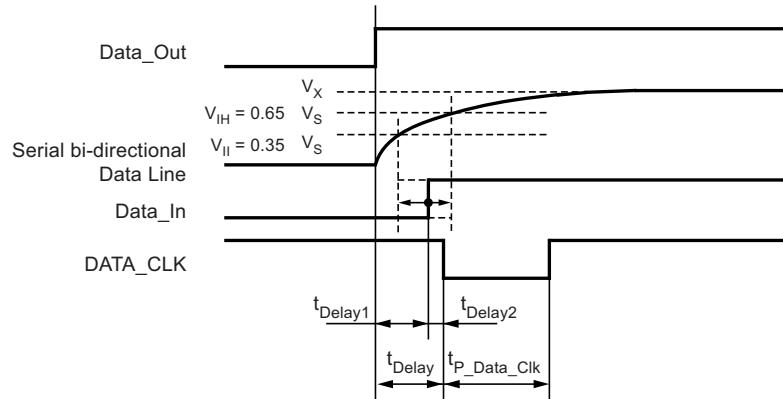 Data_Out
V_X
V_IH = 0.65 V_S
V_II = 0.35 V_S
Serial bi-directional
Data Line
Data_In
DATA_CLK
t_Delay1
t_Delay2
t_Delay
t_P_Data_Clk